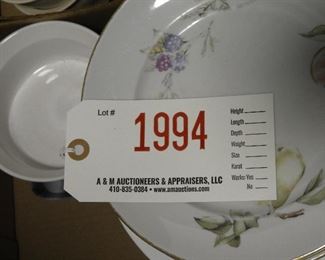 Lot #
1994
Height
Length
Depth
Weight
Size
Karat
Works: Yes
No
A & M AUCTIONEERS & APPRAISERS, LLC
410-835-0384 • www.amauctions.com